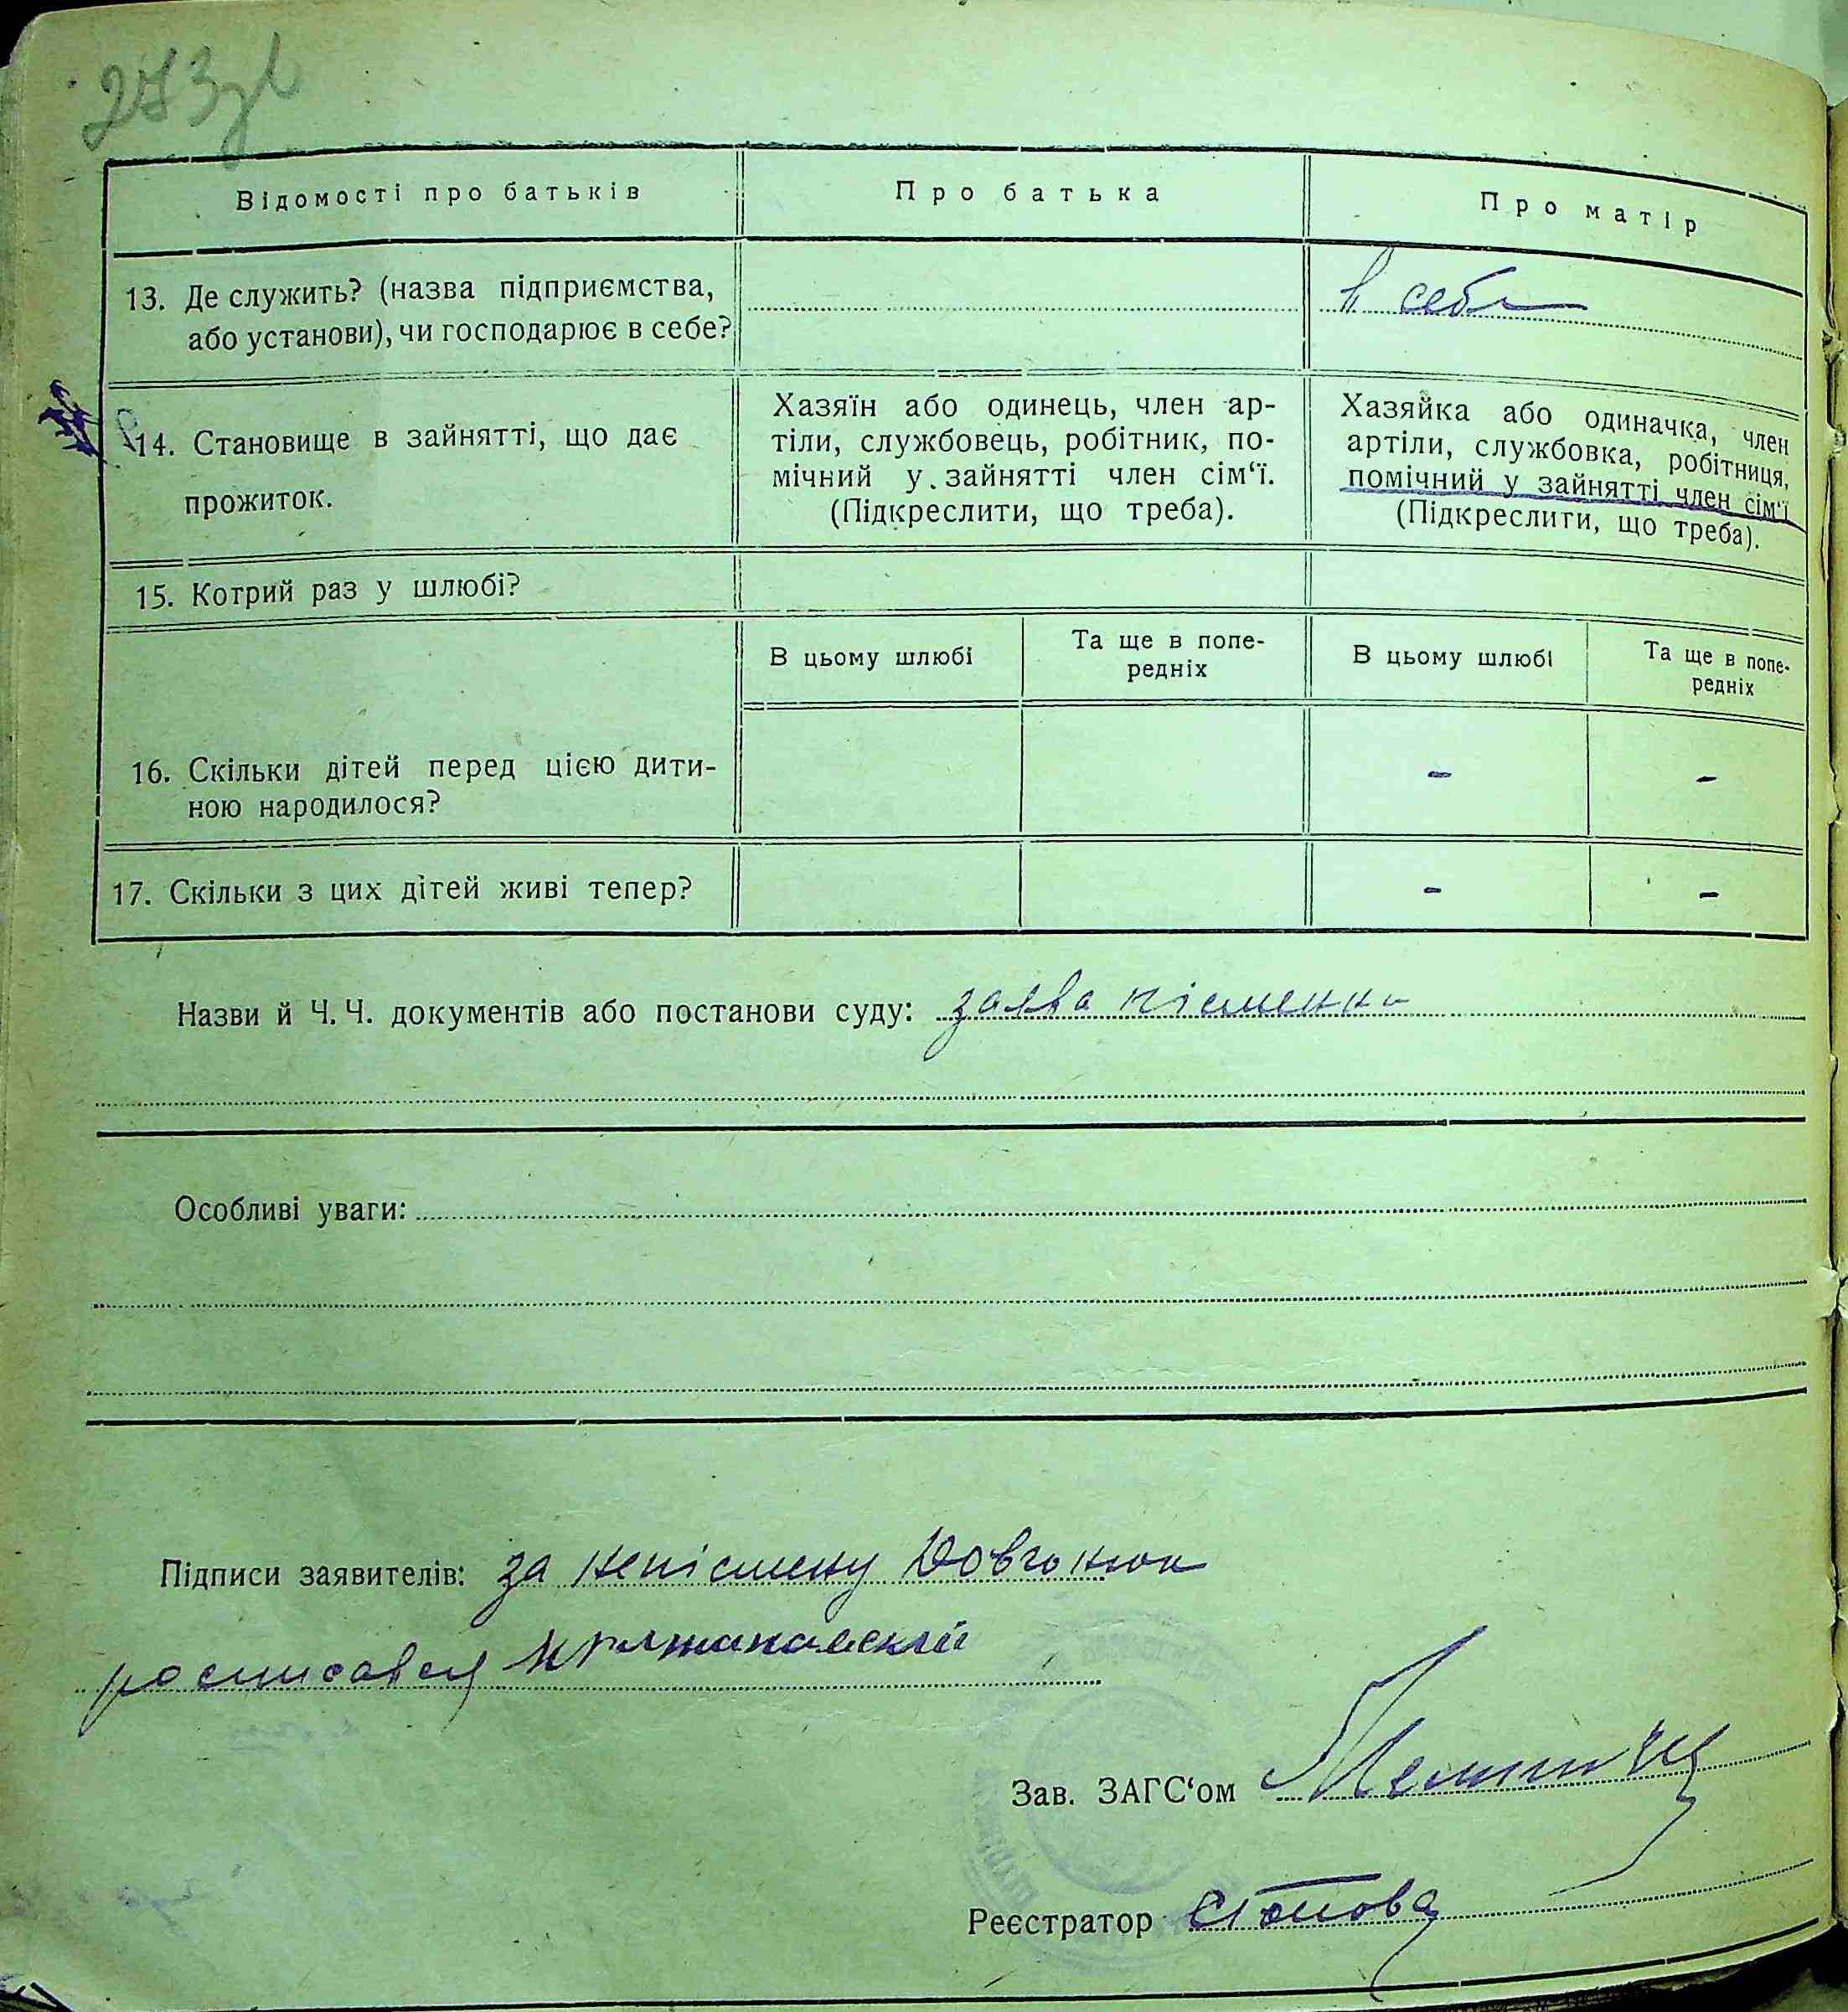 273зв
Відомості про батьків
Про батька
Про матір
13. Де служить? (назва підприємства,
або установи), чи господарює в себе?
в себе
14. Становище в зайнятті, що дає
прожиток.
Хазяїн або одинець, член ар-
тіли, службовець, робітник, по-
мічний у зайнятті член сім‘ї.
(Підкреслити, що треба).
Хазяйка або одиначка, член
артіли, службовка, робітниця,
помічний у зайнятті член сім‘ї
(Підкреслити, що треба).
15. Котрий раз у шлюбі?
В цьому шлюбі
Та ще в попе-
редніх
В цьому шлюбі
Та ще в попе-
редніх
16. Скільки дітей перед цією дити-
ною народилося?
-
-
17. Скільки з цих дітей живі тепер?
-
-
Назви й Ч. Ч. документів або постанови суду: заява
Особливі уваги:
Підписи заявителів: за неписмену Довгонюк
росписався
Зав. ЗАГС‘ом
Реєстратор